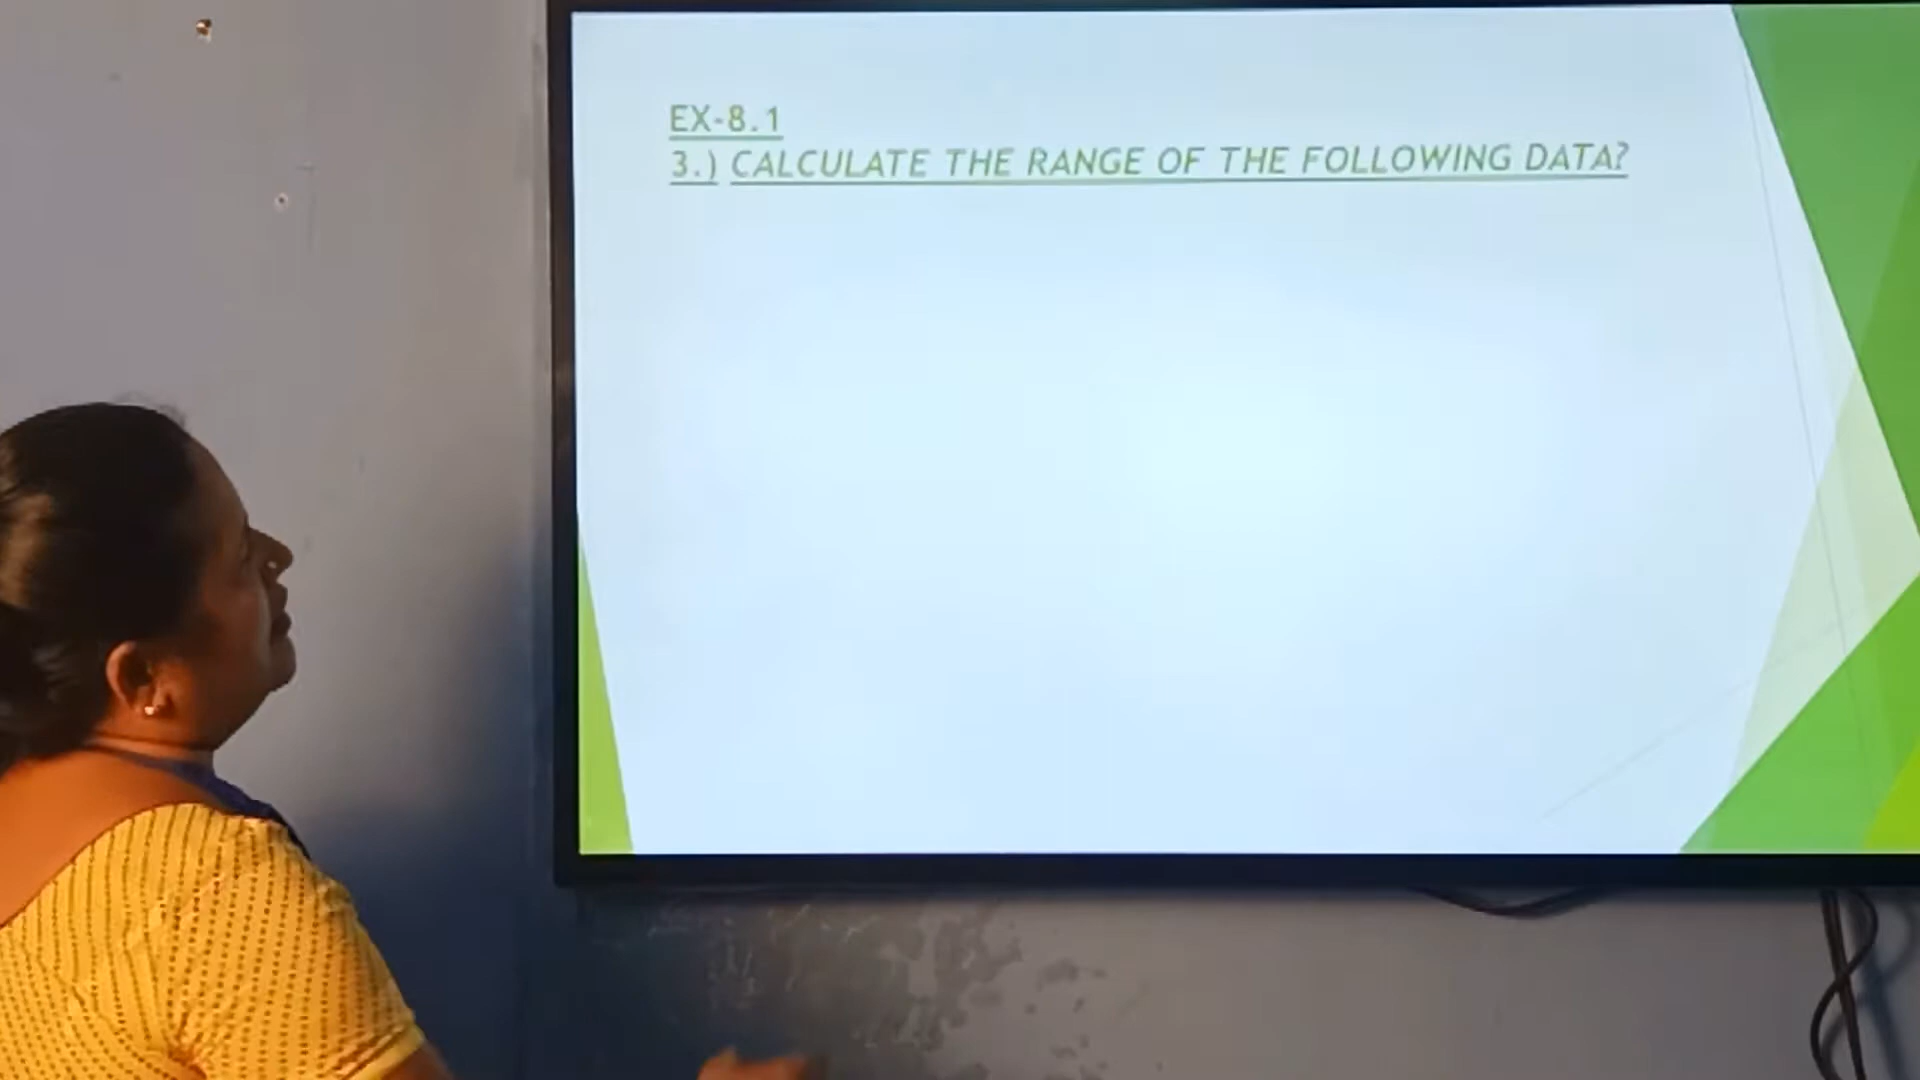 EX-8.1
3.) CALCULATE THE RANGE OF THE FOLLOWING DATA?